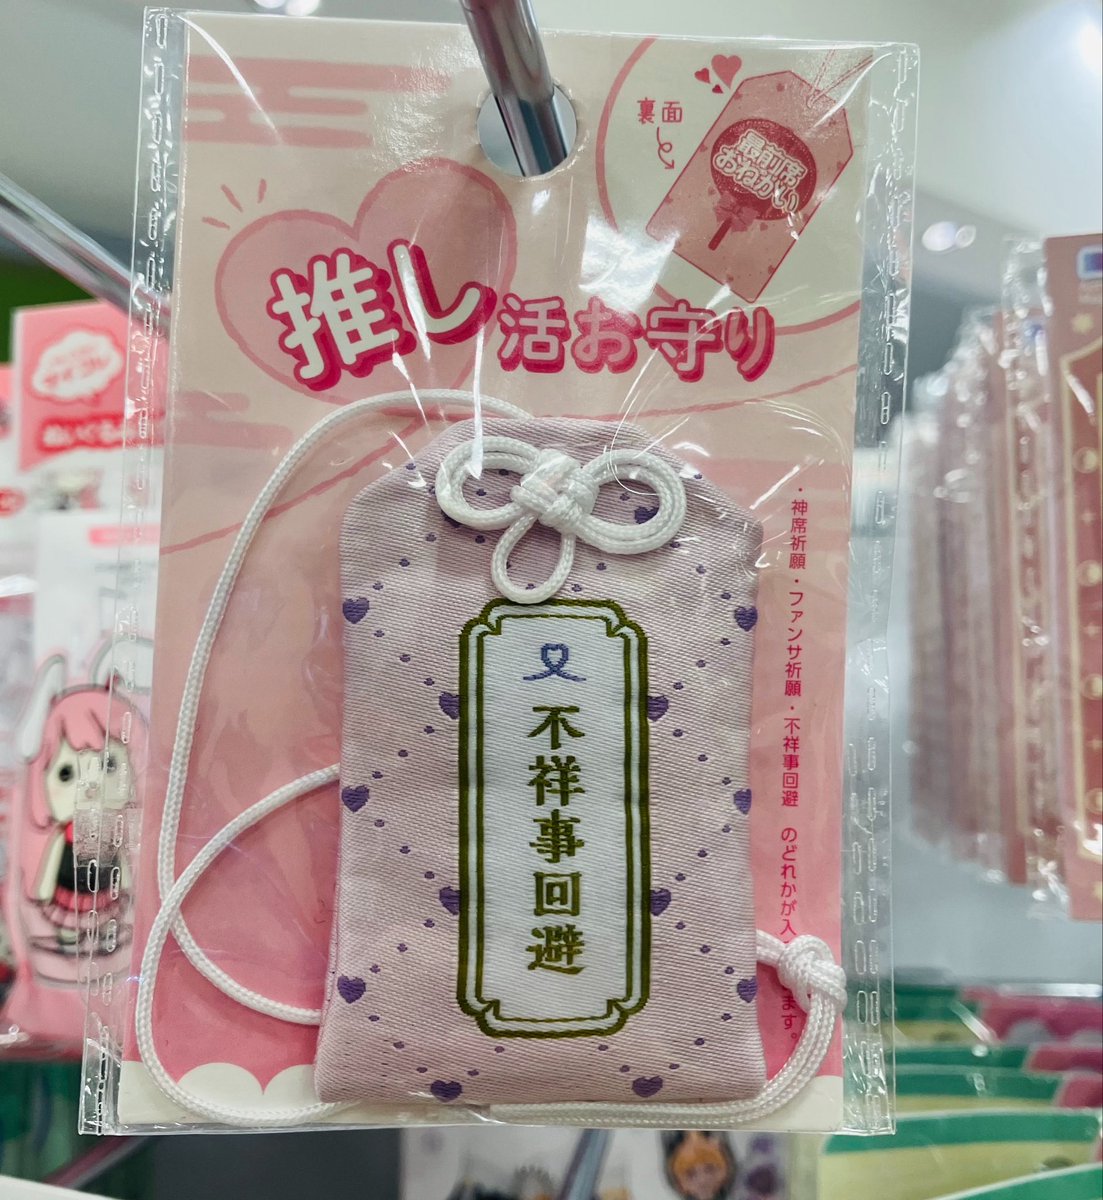 裏面
最前席
おねがい
推し活お守り
不祥事回避
・神席祈願・ファンサ祈願・不祥事回避 のどれかが入 ます。